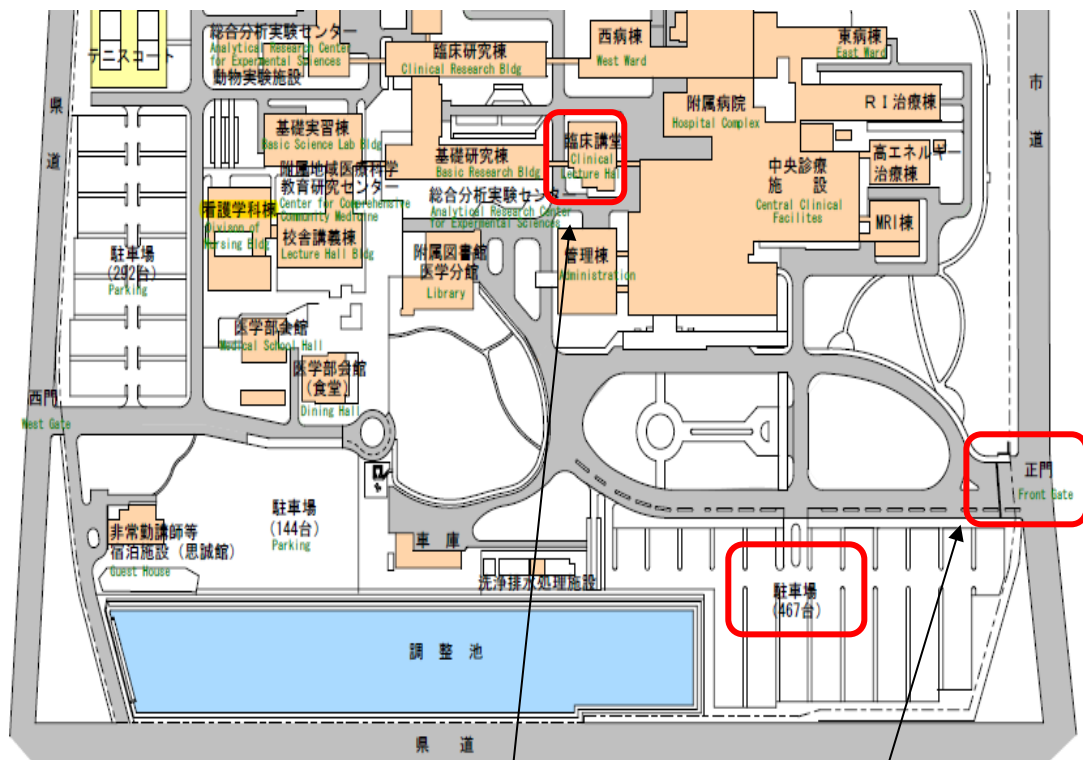 テニスコート
総合分析実験センター
Analytical Research Center
for Expermental Sciences
動物実験施設
臨床研究棟
Clinical Research Bldg
西病棟
West Ward
東病棟
East Ward
県道
市道
基礎実習棟
Basic Science Lab Bldg
附属病院
Hospital Complex
RI治療棟
臨床講堂
Clinical
Lecture Hal
基礎研究棟
Basic Research Bldg
附属地域医療科学
教育研究センター
Center for Comprehensive
Community Medicine
総合分析実験センター
Analytical Research Center
for Expermental Sciences
中央診療
施設
Central Clinical
Facilites
高エネルギー
治療棟
看護学科棟
Divison of
Nursing Bldg
校舎講義棟
Lecture Hall Bldg
MRI棟
駐車場
(292台)
Parking
附属図書館
医学分館
Library
管理棟
Administration
医学部会館
Medical School Hall
医学部会館
(食堂)
Dining Hall
西門
West Gate
正門
Front Gate
駐車場
(144台)
Parking
非常勤講師等
宿泊施設(思誠館)
Guest House
車庫
洗浄排水処理施設
駐車場
(467台)
調整池
県道